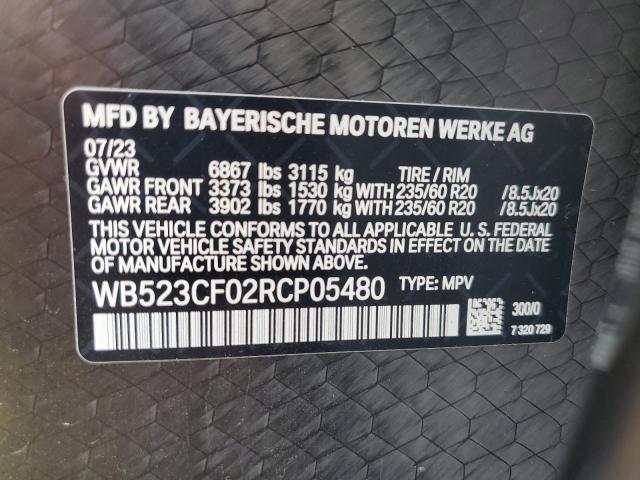 MFD BY BAYERISCHE MOTOREN WERKE AG
07/23
GVWR 6867 lbs 3115 kg TIRE / RIM
GAWR FRONT 3373 lbs 1530 kg WITH 235/60 R20 /8.5Jx20
GAWR REAR 3902 lbs 1770 kg WITH 235/60 R20 /8.5Jx20
THIS VEHICLE CONFORMS TO ALL APPLICABLE U. S. FEDERAL
MOTOR VEHICLE SAFETY STANDARDS IN EFFECT ON THE DATE
OF MANUFACTURE SHOWN ABOVE.
WB523CF02RCP05480 TYPE: MPV
300/0
7 320 729